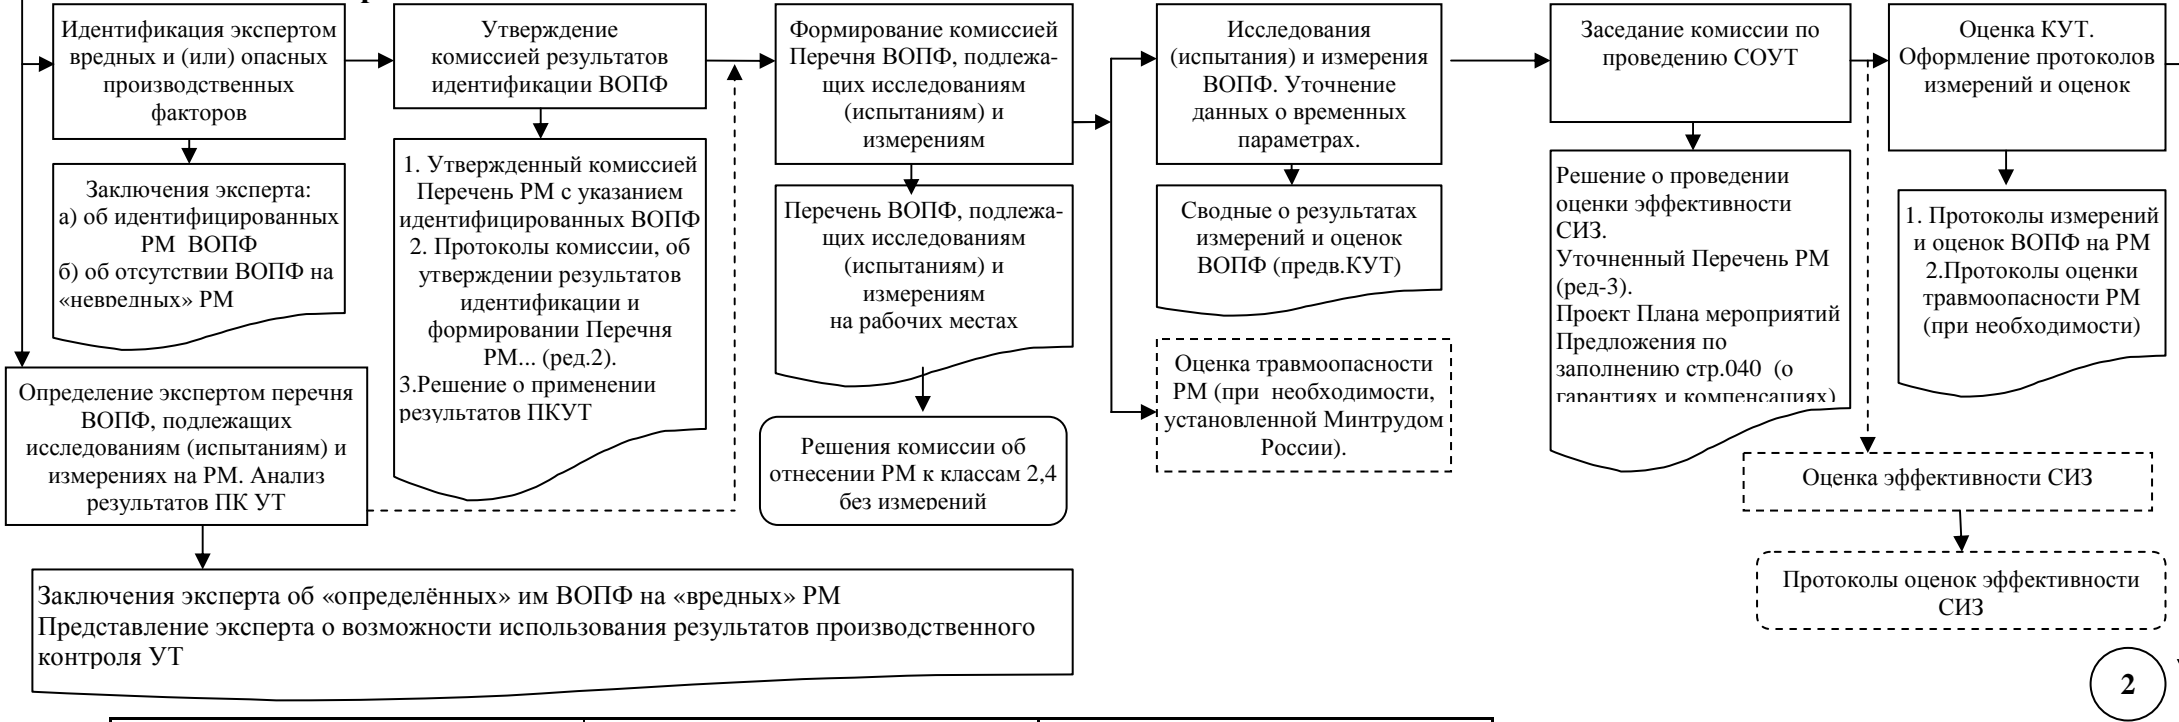 Идентификация экспертом
вредных и (или) опасных
производственных
факторов
Утверждение
комиссией результатов
идентификации ВОПФ
Формирование комиссией
Перечня ВОПФ, подлежа-
щих исследованиям
(испытаниям) и
измерениям
Исследования
(испытания) и измерения
ВОПФ. Уточнение
данных о временных
параметрах.
Заседание комиссии по
проведению СОУТ
Оценка КУТ.
Оформление протоколов
измерений и оценок
Заключения эксперта:
а) об идентифицированных
РМ ВОПФ
б) об отсутствии ВОПФ на
«невредных» РМ
1. Утвержденный комиссией
Перечень РМ с указанием
идентифицированных ВОПФ
2. Протоколы комиссии, об
утверждении результатов
идентификации и
формировании Перечня
РМ... (ред.2).
3.Решение о применении
результатов ПКУТ
Перечень ВОПФ, подлежа-
щих исследованиям
(испытаниям) и
измерениям
на рабочих местах
Сводные о результатах
измерений и оценок
ВОПФ (предв.КУТ)
Решение о проведении
оценки эффективности
СИЗ.
Уточненный Перечень РМ
(ред-3).
Проект Плана мероприятий
Предложения по
заполнению стр.040 (о
гарантиях и компенсациях)
1. Протоколы измерений
и оценок ВОПФ на РМ
2.Протоколы оценки
травмоопасности РМ
(при необходимости)
Определение экспертом перечня
ВОПФ, подлежащих
исследованиям (испытаниям) и
измерениях на РМ. Анализ
результатов ПК УТ
Решения комиссии об
отнесении РМ к классам 2,4
без измерений
Оценка травмоопасности
РМ (при необходимости,
установленной Минтрудом
России).
Оценка эффективности СИЗ
Протоколы оценок эффективности
СИЗ
Заключения эксперта об «определённых» им ВОПФ на «вредных» РМ
Представление эксперта о возможности использования результатов производственного
контроля УТ
2